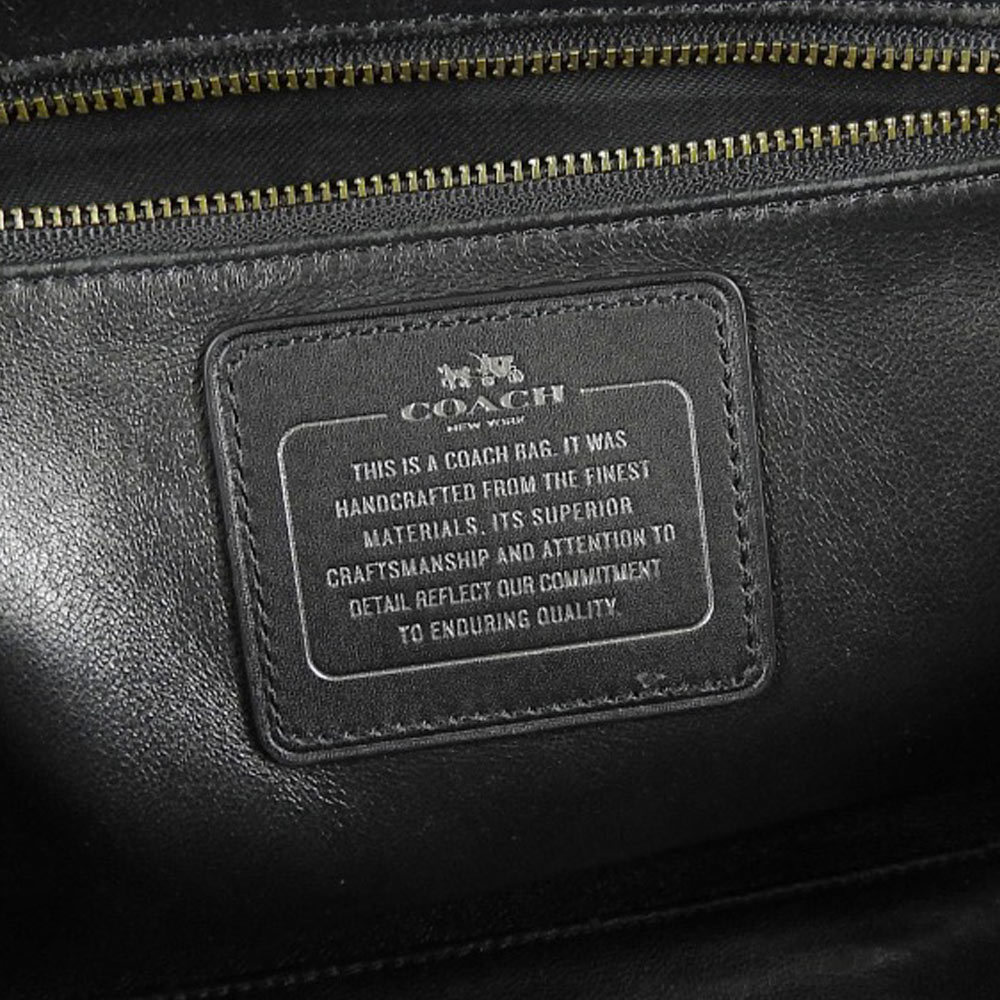 COACH
NEW YORK
THIS IS A COACH BAG. IT WAS
HANDCRAFTED FROM THE FINEST
MATERIALS. ITS SUPERIOR
CRAFTSMANSHIP AND ATTENTION TO
DETAIL REFLECT OUR COMMITMENT
TO ENDURING QUALITY.